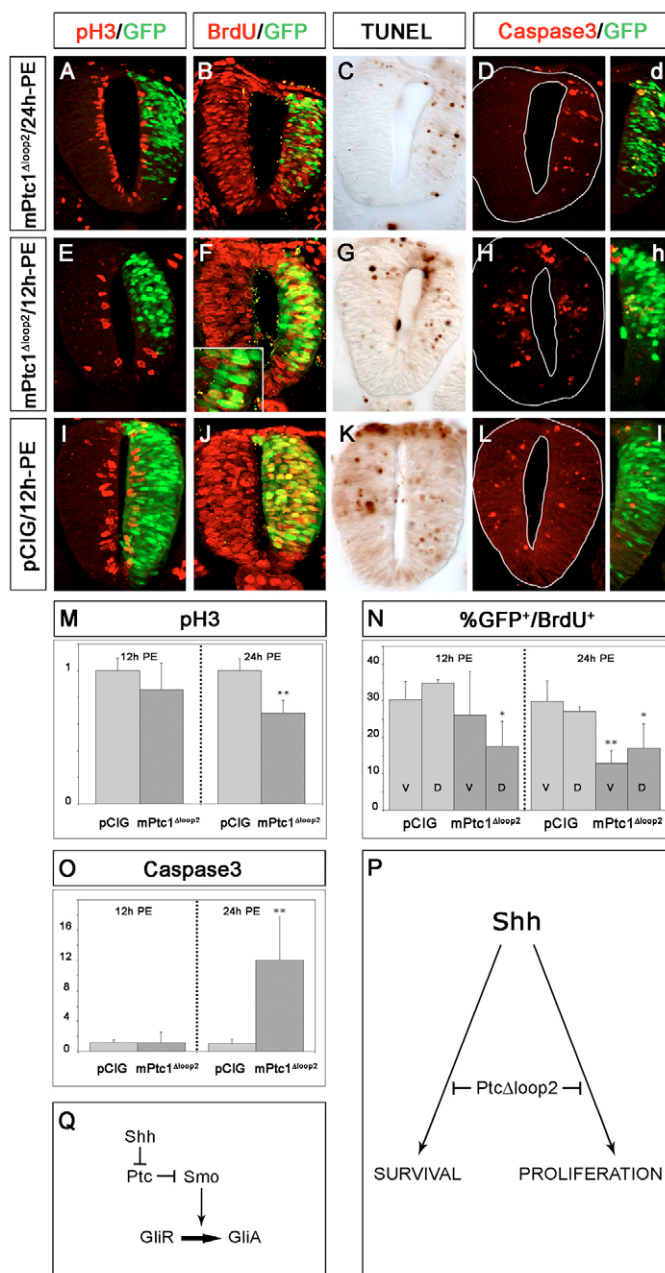 pH3/GFP BrdU/GFP TUNEL Caspase3/GFP
mPtc1Δloop2/24h-PE
A B C D d
mPtc1Δloop2/12h-PE
E F G H h
pCIG/12h-PE
I J K L l
M pH3
12h PE 24h PE
1
**
0
pCIG mPtc1Δloop2 pCIG mPtc1Δloop2
N %GFP+/BrdU+
40
12h PE 24h PE
30
*
20
** *
10
V D V D V D V D
0
pCIG mPtc1Δloop2 pCIG mPtc1Δloop2
O Caspase3
16
12h PE 24h PE **
12
8
4
0
pCIG mPtc1Δloop2 pCIG mPtc1Δloop2
P
Shh
PtcΔloop2
SURVIVAL PROLIFERATION
Q
Shh
Ptc Smo
GliR GliA